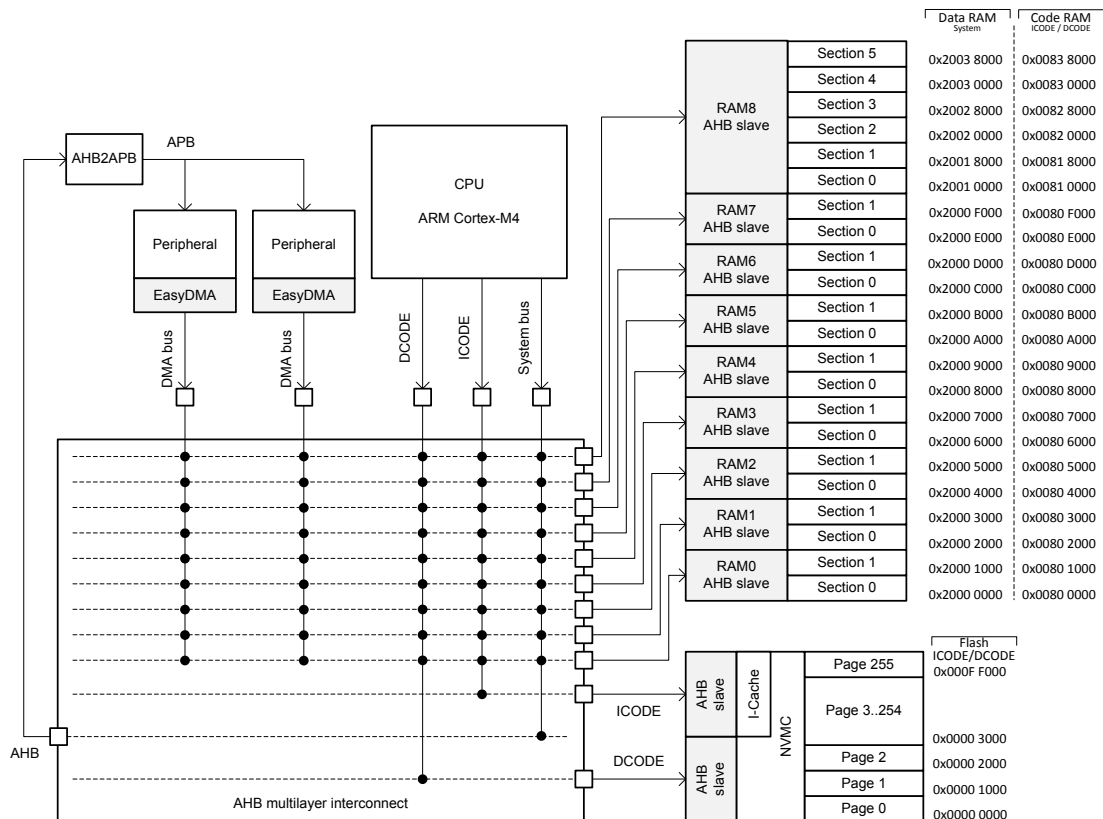 Data RAM
System
Code RAM
ICODE / DCODE
RAM8
AHB slave
Section 5
0x2003 8000
0x0083 8000
Section 4
0x2003 0000
0x0083 0000
Section 3
0x2002 8000
0x0082 8000
Section 2
0x2002 0000
0x0082 0000
Section 1
0x2001 8000
0x0081 8000
Section 0
0x2001 0000
0x0081 0000
RAM7
AHB slave
Section 1
0x2000 F000
0x0080 F000
Section 0
0x2000 E000
0x0080 E000
RAM6
AHB slave
Section 1
0x2000 D000
0x0080 D000
Section 0
0x2000 C000
0x0080 C000
RAM5
AHB slave
Section 1
0x2000 B000
0x0080 B000
Section 0
0x2000 A000
0x0080 A000
RAM4
AHB slave
Section 1
0x2000 9000
0x0080 9000
Section 0
0x2000 8000
0x0080 8000
RAM3
AHB slave
Section 1
0x2000 7000
0x0080 7000
Section 0
0x2000 6000
0x0080 6000
RAM2
AHB slave
Section 1
0x2000 5000
0x0080 5000
Section 0
0x2000 4000
0x0080 4000
RAM1
AHB slave
Section 1
0x2000 3000
0x0080 3000
Section 0
0x2000 2000
0x0080 2000
RAM0
AHB slave
Section 1
0x2000 1000
0x0080 1000
Section 0
0x2000 0000
0x0080 0000
AHB2APB
APB
CPU
ARM Cortex-M4
Peripheral
EasyDMA
Peripheral
EasyDMA
DMA bus
DMA bus
DCODE
ICODE
System bus
AHB
AHB multilayer interconnect
ICODE
DCODE
AHB
slave
I-Cache
AHB
slave
NVMC
Flash
ICODE/DCODE
Page 255
0x000F F000
Page 3..254
0x0000 3000
Page 2
0x0000 2000
Page 1
0x0000 1000
Page 0
0x0000 0000